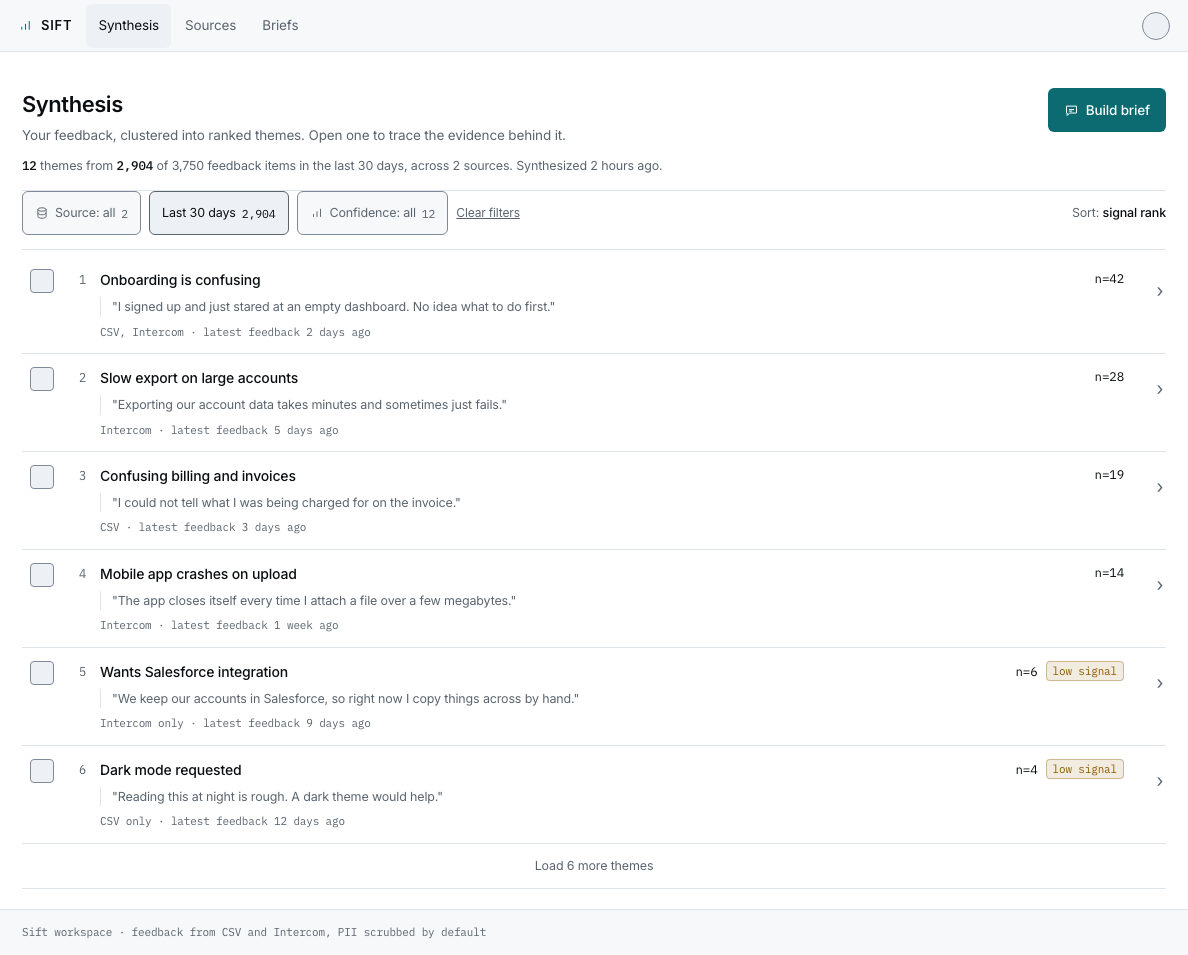 SIFT Synthesis Sources Briefs
Synthesis
Build brief
Your feedback, clustered into ranked themes. Open one to trace the evidence behind it.
12 themes from 2,904 of 3,750 feedback items in the last 30 days, across 2 sources. Synthesized 2 hours ago.
Source: all 2 Last 30 days 2,904 Confidence: all 12 Clear filters Sort: signal rank
1 Onboarding is confusing n=42
"I signed up and just stared at an empty dashboard. No idea what to do first."
CSV, Intercom · latest feedback 2 days ago
2 Slow export on large accounts n=28
"Exporting our account data takes minutes and sometimes just fails."
Intercom · latest feedback 5 days ago
3 Confusing billing and invoices n=19
"I could not tell what I was being charged for on the invoice."
CSV · latest feedback 3 days ago
4 Mobile app crashes on upload n=14
"The app closes itself every time I attach a file over a few megabytes."
Intercom · latest feedback 1 week ago
5 Wants Salesforce integration n=6 low signal
"We keep our accounts in Salesforce, so right now I copy things across by hand."
Intercom only · latest feedback 9 days ago
6 Dark mode requested n=4 low signal
"Reading this at night is rough. A dark theme would help."
CSV only · latest feedback 12 days ago
Load 6 more themes
Sift workspace · feedback from CSV and Intercom, PII scrubbed by default